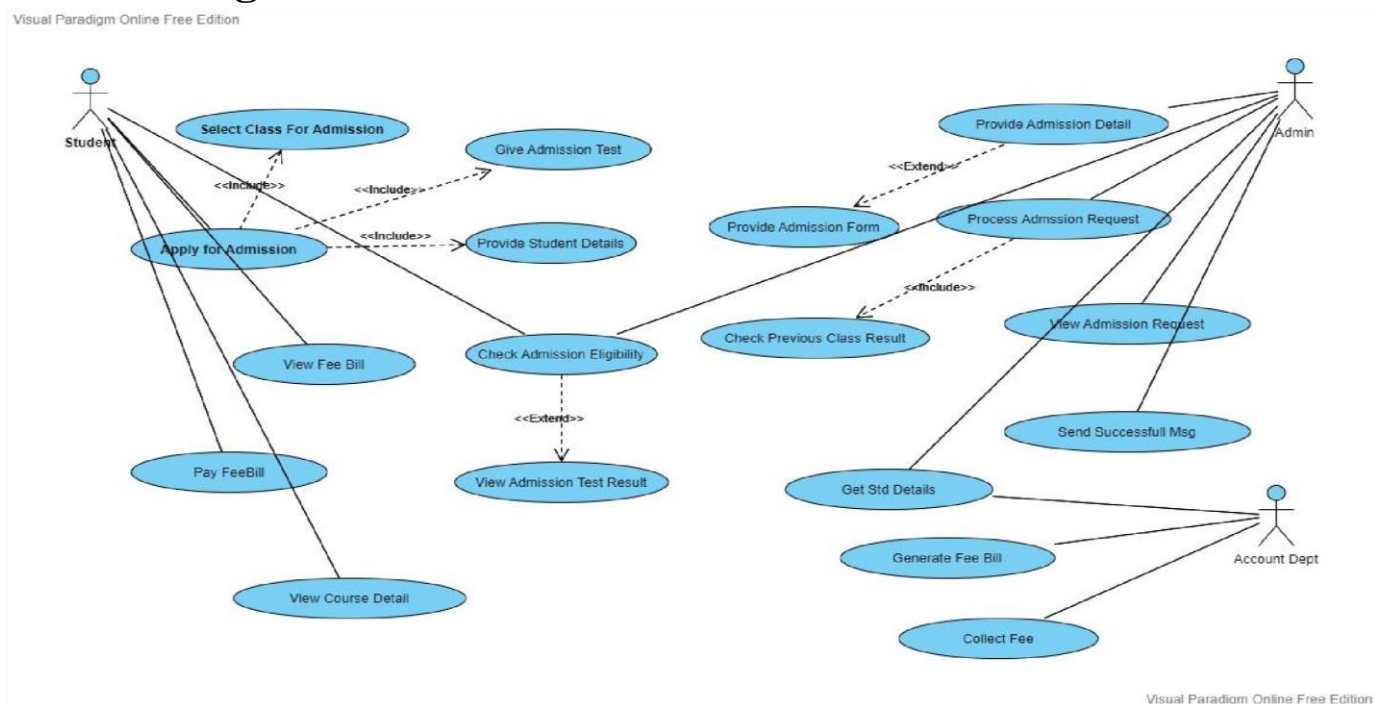 g
Visual Paradigm Online Free Edition
Student
Admin
Select Class For Admission
Provide Admission Detail
Give Admission Test
<<Extend>>
<<Include>>
<<Include>>
Provide Admission Form
Process Admssion Request
Apply for Admission
<<Include>>
Provide Student Details
<<Include>>
View Admission Request
Check Previous Class Result
Check Admission Eligibility
View Fee Bill
<<Extend>>
Send Successfull Msg
Pay FeeBill
View Admission Test Result
Get Std Details
Generate Fee Bill
Account Dept
View Course Detail
Collect Fee
Visual Paradigm Online Free Edition